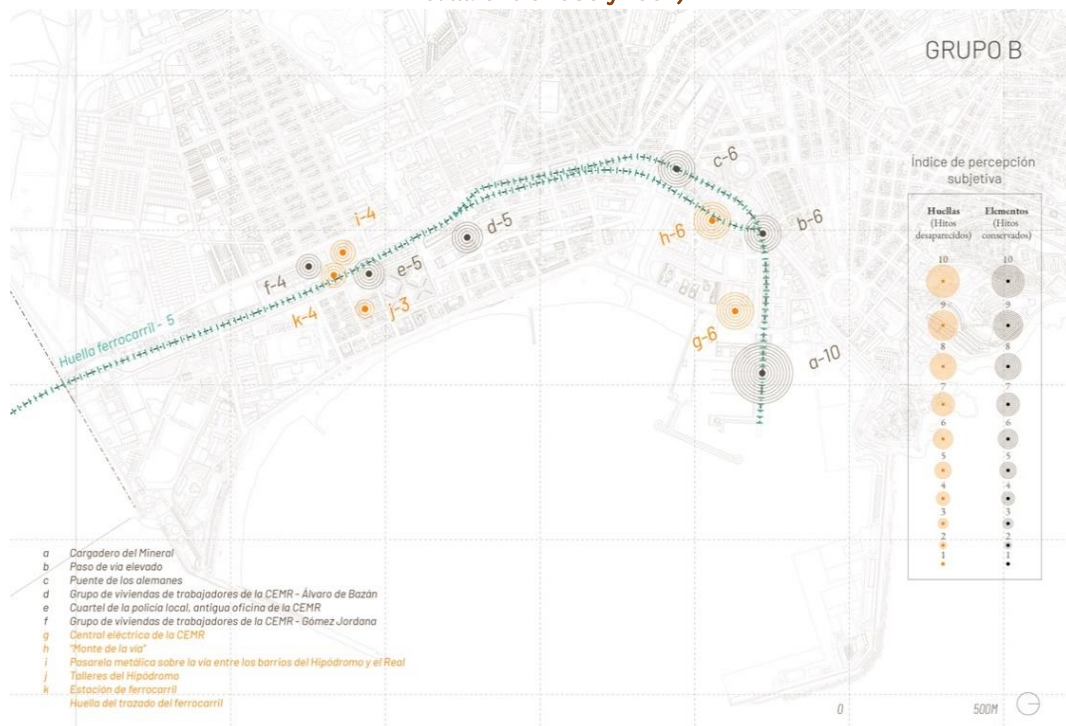 GRUPO B
c-6
Índice de percepción
subjetiva
Huellas
(Hitos
desaparecidos)
Elementos
(Hitos
conservados)
10 10
9 9
8 8
7 7
6 6
5 5
4 4
3 3
2 2
1 1
i-4
d-5
h-6
b-6
f-4
e-5
k-4
j-3
g-6
a-10
Huella ferrocarril - 5
a Cargadero del Mineral
b Paso de vía elevado
c Puente de los alemanes
d Grupo de viviendas de trabajadores de la CEMR - Álvaro de Bazán
e Cuartel de la policía local, antigua oficina de la CEMR
f Grupo de viviendas de trabajadores de la CEMR - Gómez Jordana
g Central eléctrica de la CEMR
h "Monte de la vía"
i Pasarela metálica sobre la vía entre los barrios del Hipódromo y el Real
j Talleres del Hipódromo
k Estación de ferrocarril
Huella del trazado del ferrocarril
0 500M